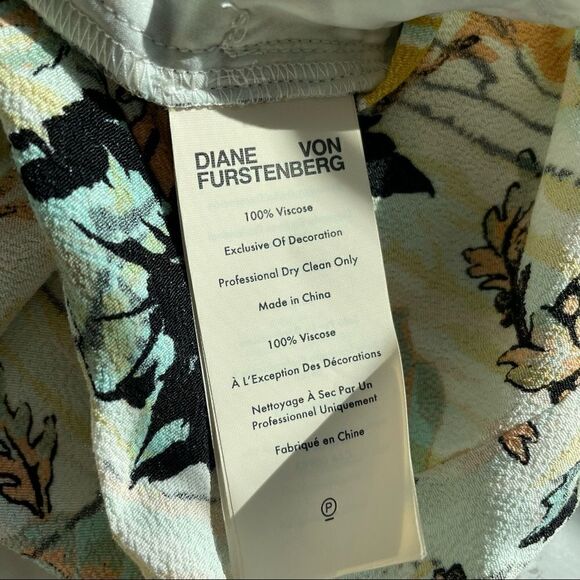 DIANE VON
FURSTENBERG
100% Viscose
Exclusive Of Decoration
Professional Dry Clean Only
Made in China
100% Viscose
À L'Exception Des Décorations
Nettoyage À Sec Par Un
Professionnel Uniquement
Fabriqué en Chine
P